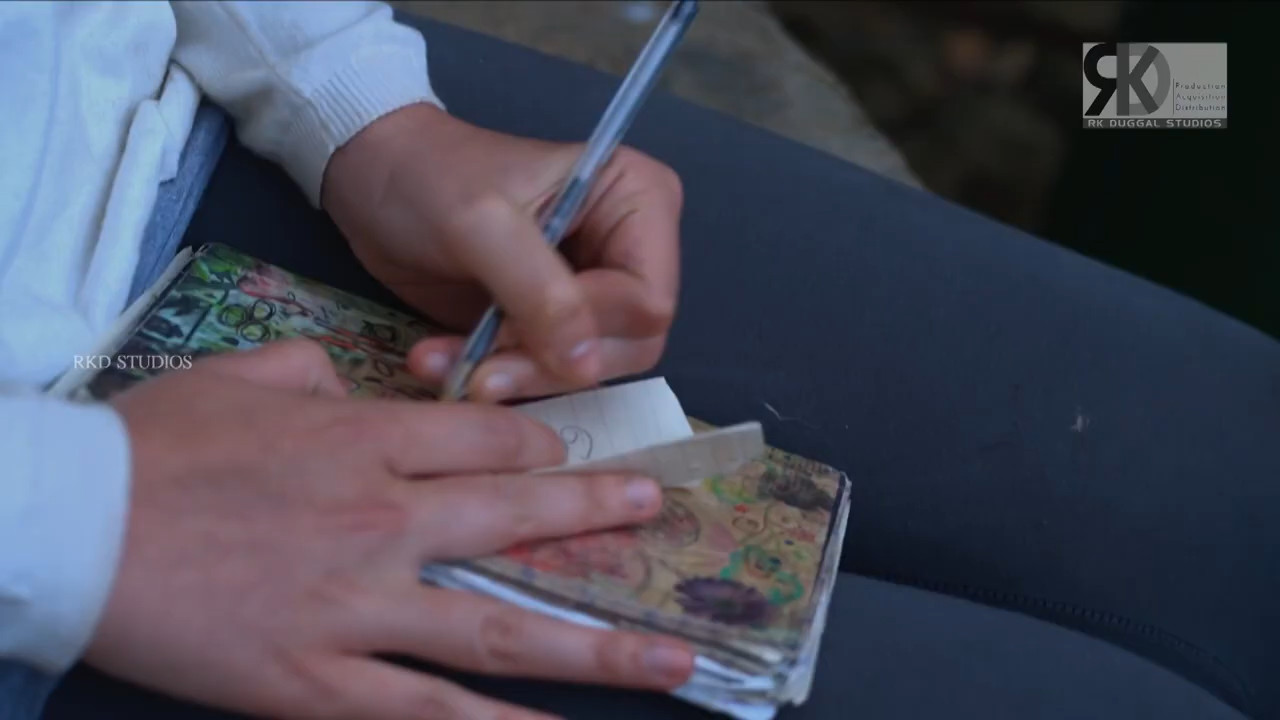 RK
Production
Acquisition
Distribution
RK DUGGAL STUDIOS
RKD STUDIOS